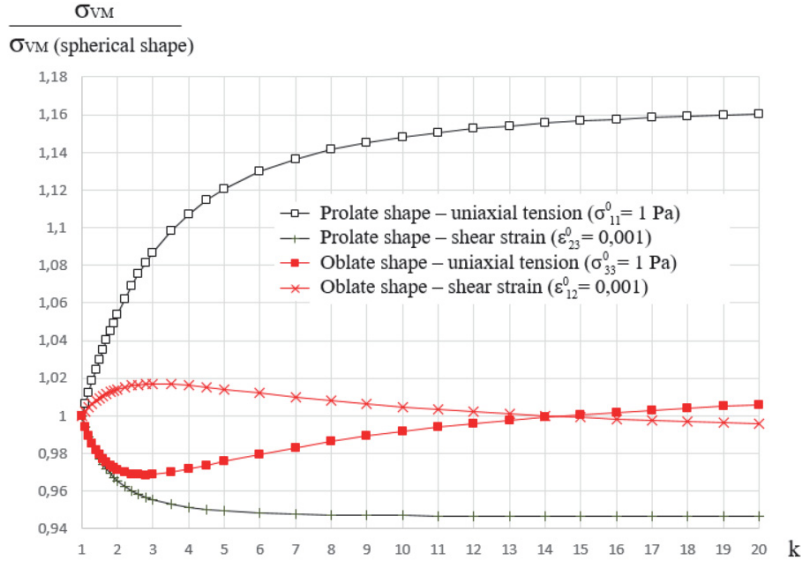 σVM
σVM (spherical shape)
1,18
1,16
1,14
1,12
1,1
1,08
1,06
1,04
1,02
1
0,98
0,96
0,94
Prolate shape – uniaxial tension (σ⁰₁₁= 1 Pa)
Prolate shape – shear strain (ε⁰₂₃= 0,001)
Oblate shape – uniaxial tension (σ⁰₃₃= 1 Pa)
Oblate shape – shear strain (ε⁰₁₂= 0,001)
1 2 3 4 5 6 7 8 9 10 11 12 13 14 15 16 17 18 19 20 k